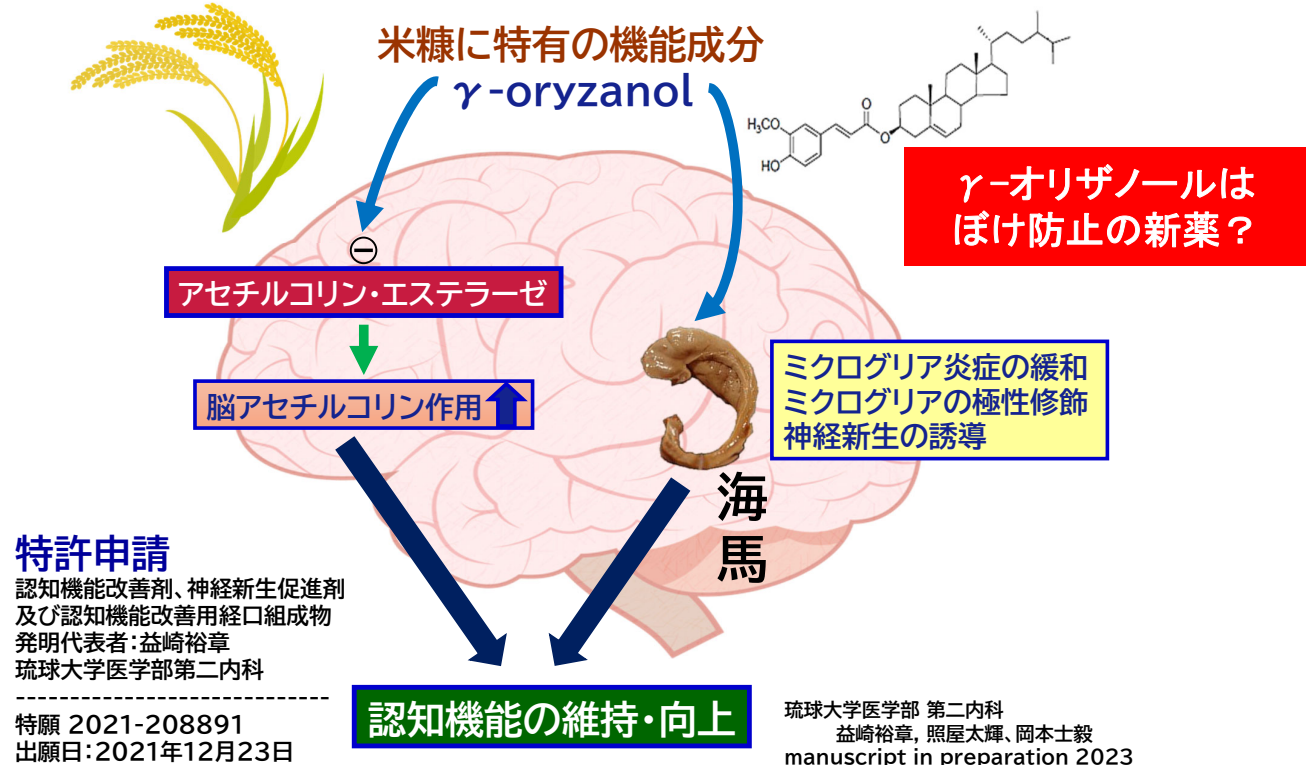 米糠に特有の機能成分
γ-oryzanol
H₃CO
HO
O
O
γ-オリザノールは
ぼけ防止の新薬？
⊖
アセチルコリン・エステラーゼ
脳アセチルコリン作用
ミクログリア炎症の緩和
ミクログリアの極性修飾
神経新生の誘導
海
馬
特許申請
認知機能改善剤、神経新生促進剤
及び認知機能改善用経口組成物
発明代表者：益崎裕章
琉球大学医学部第二内科
-----------------------------
特願 2021-208891
出願日：2021年12月23日
認知機能の維持・向上
琉球大学医学部 第二内科
益崎裕章, 照屋太輝、岡本士毅
manuscript in preparation 2023